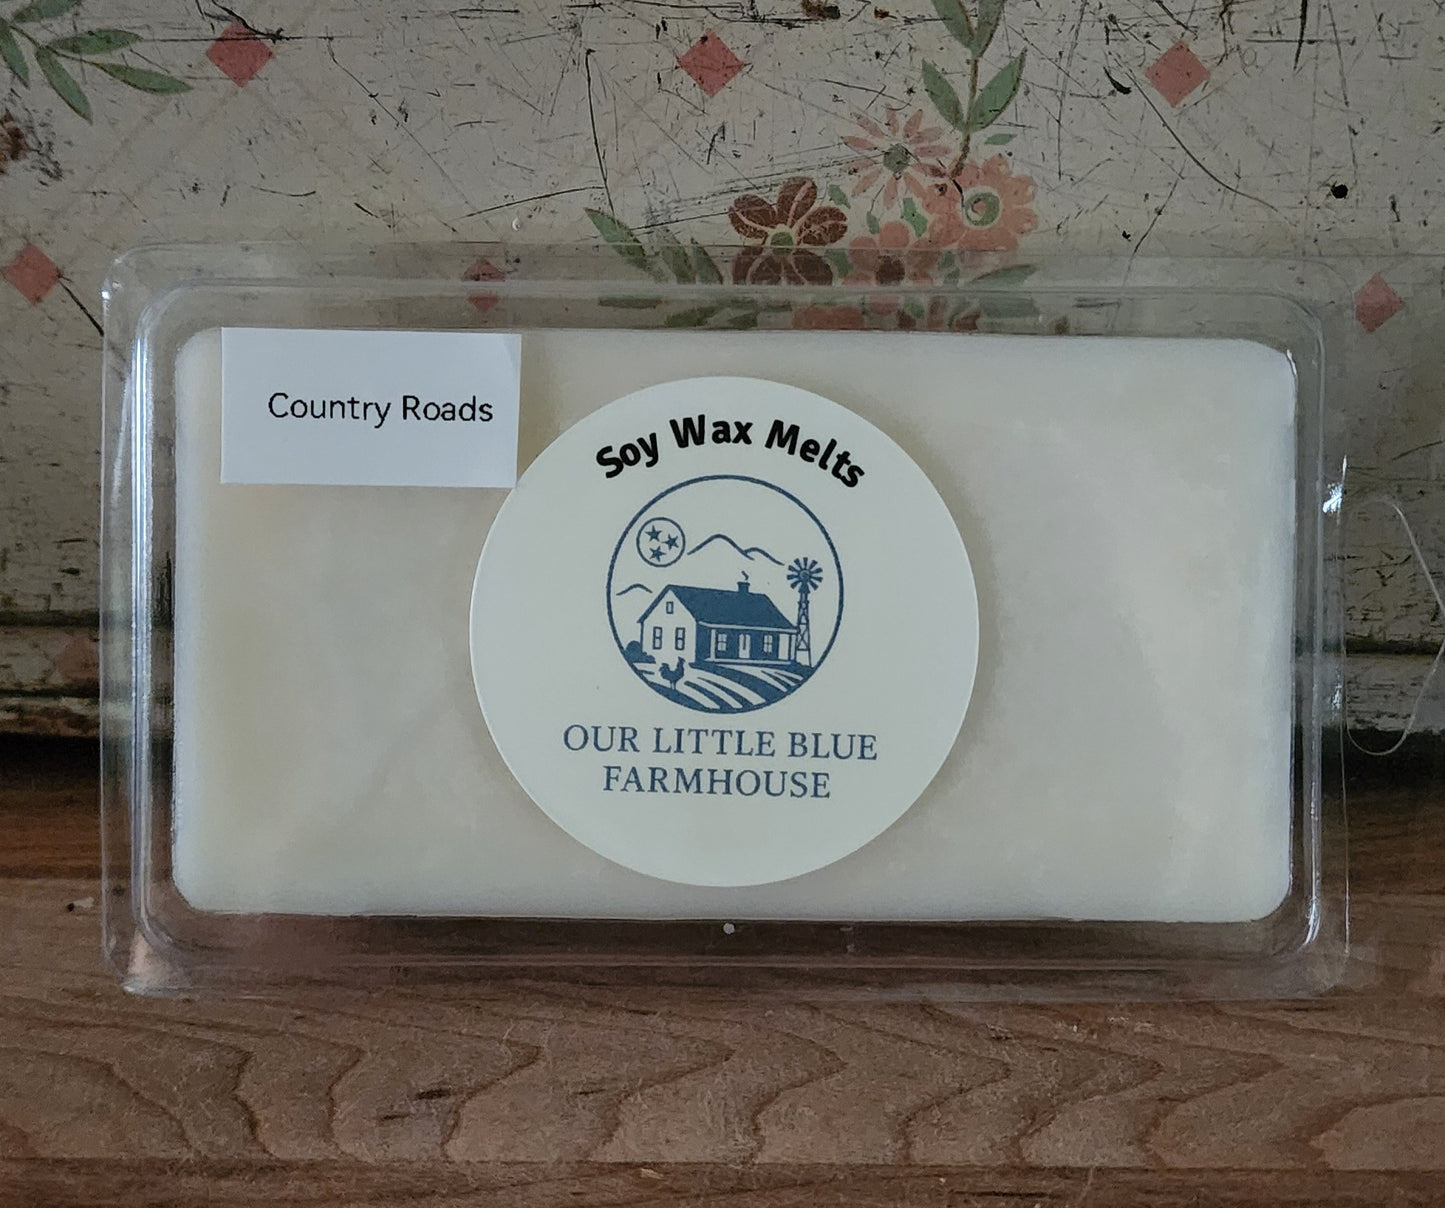 Country Roads
Soy Wax Melts
OUR LITTLE BLUE
FARMHOUSE